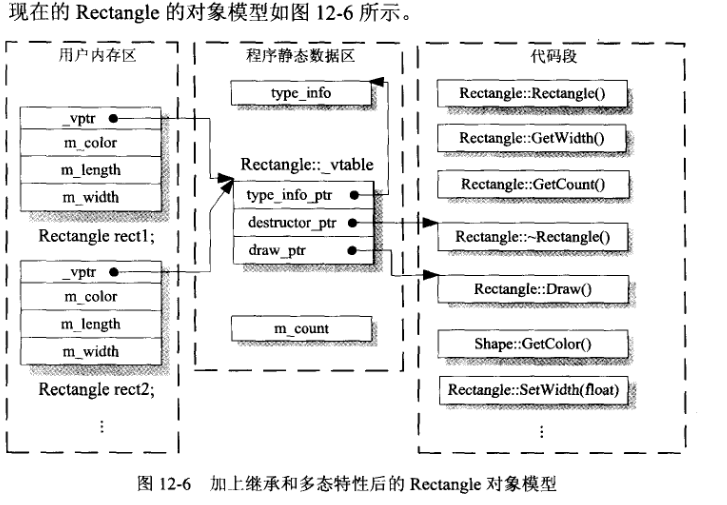 现在的 Rectangle 的对象模型如图 12-6 所示。
用户内存区
_vptr
m_color
m_length
m_width
Rectangle rect1;
_vptr
m_color
m_length
m_width
Rectangle rect2;
⋮
程序静态数据区
type_info
Rectangle::_vtable
type_info_ptr
destructor_ptr
draw_ptr
m_count
代码段
Rectangle::Rectangle()
Rectangle::GetWidth()
Rectangle::GetCount()
Rectangle::~Rectangle()
Rectangle::Draw()
Shape::GetColor()
Rectangle::SetWidth(float)
⋮
图 12-6 加上继承和多态特性后的 Rectangle 对象模型